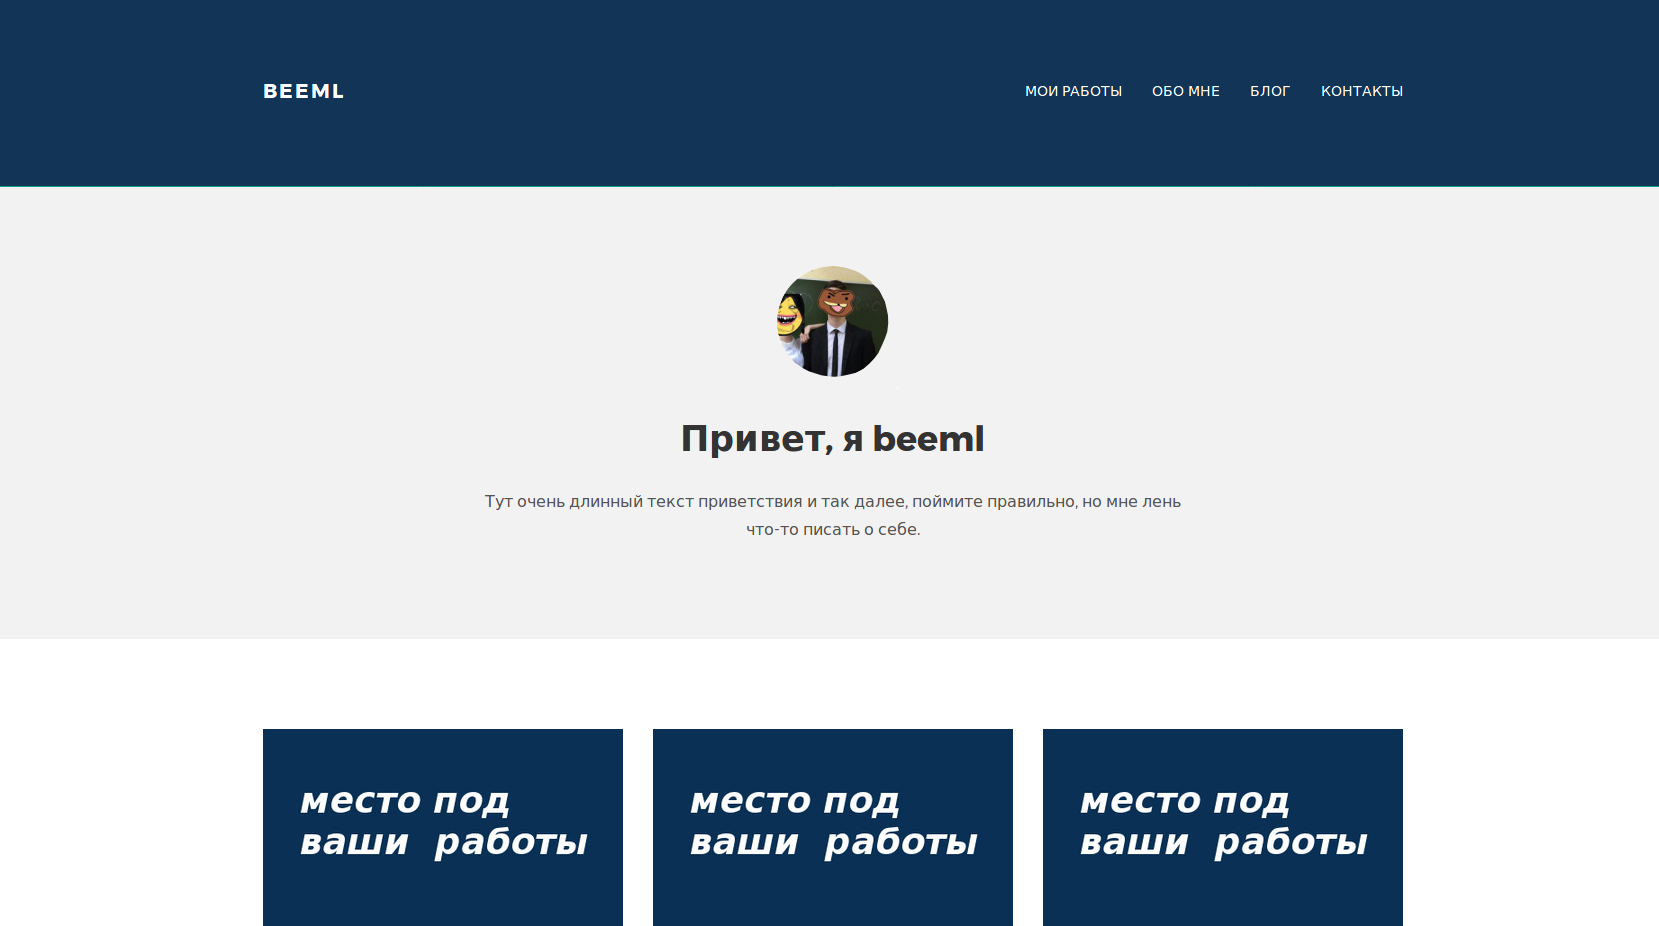 BEEML
МОИ РАБОТЫ ОБО МНЕ БЛОГ КОНТАКТЫ
Привет, я beeml
Тут очень длинный текст приветствия и так далее, поймите правильно, но мне лень
что-то писать о себе.
место под
ваши работы
место под
ваши работы
место под
ваши работы